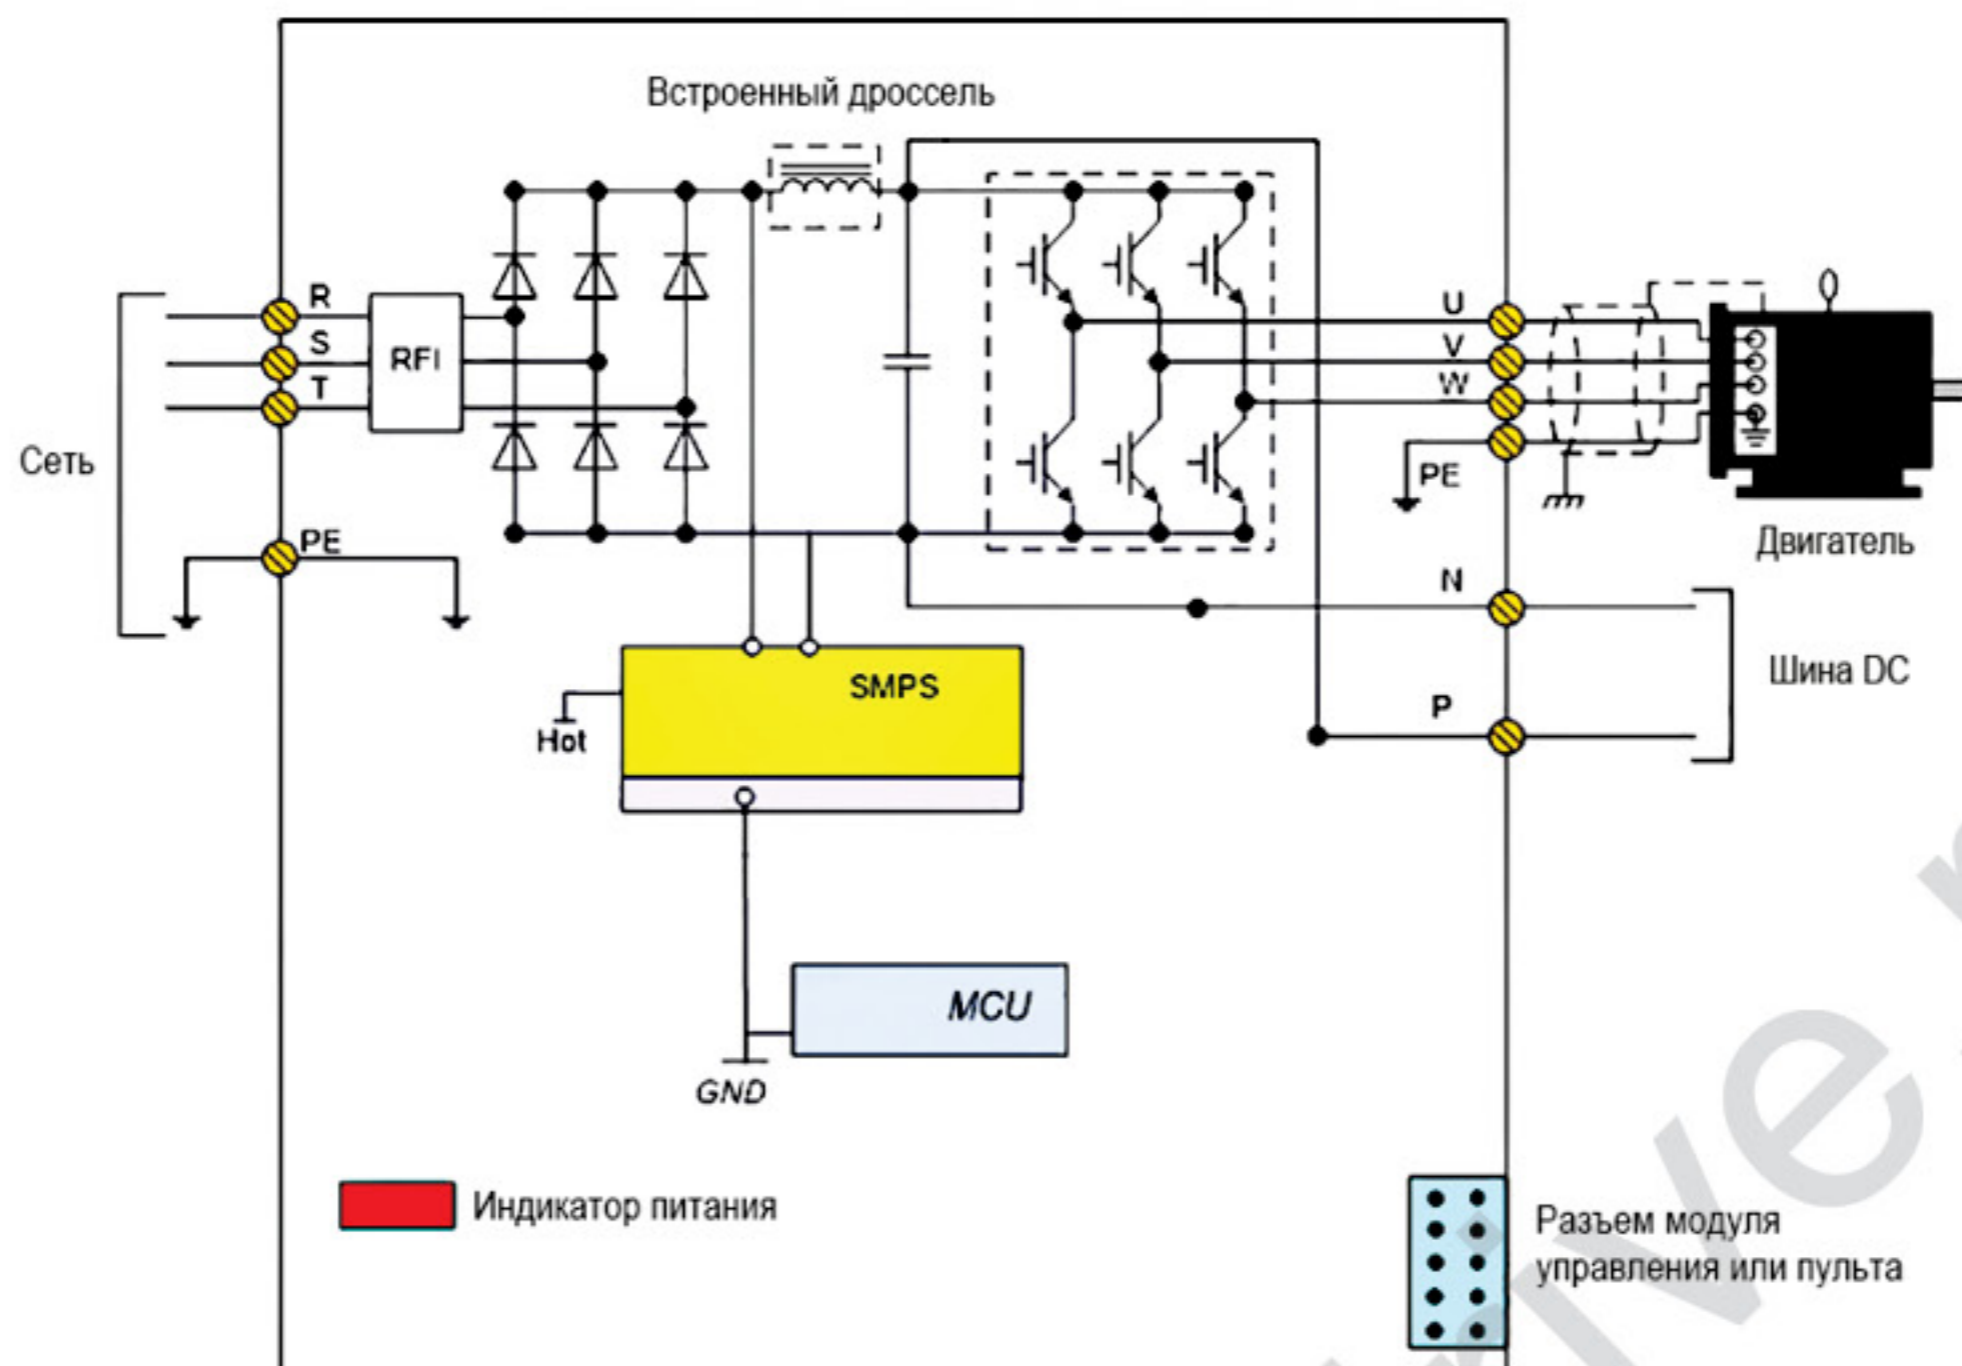 Встроенный дроссель
R
S
T
RFI
U
V
W
PE
Сеть
PE
Двигатель
N
Шина DC
P
SMPS
Hot
MCU
GND
Индикатор питания
Разъем модуля
управления или пульта